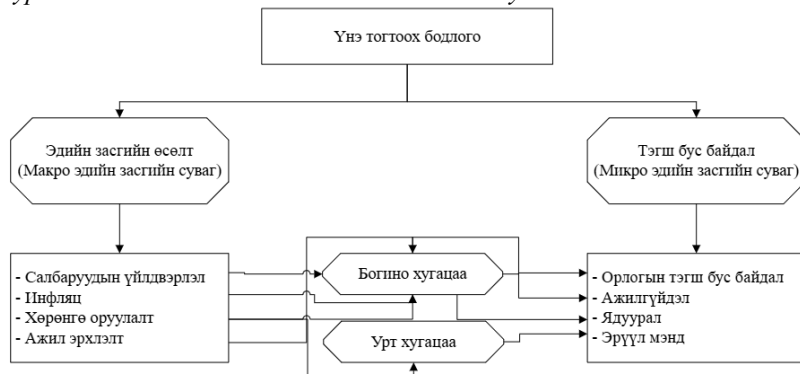 Үнэ тогтоох бодлого
Эдийн засгийн өсөлт
(Макро эдийн засгийн суваг)
Тэгш бус байдал
(Микро эдийн засгийн суваг)
- Салбаруудын үйлдвэрлэл
- Инфляц
- Хөрөнгө оруулалт
- Ажил эрхлэлт
Богино хугацаа
Урт хугацаа
- Орлогын тэгш бус байдал
- Ажилгүйдэл
- Ядуурал
- Эрүүл мэнд